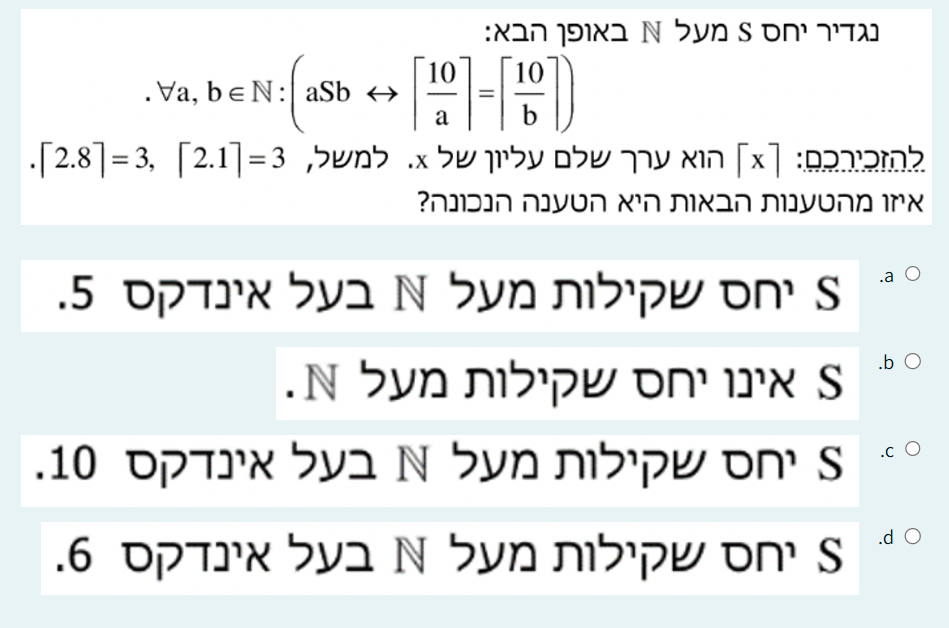 נגדיר יחס S מעל ℕ באופן הבא:
∀a, b ∈ ℕ: ( aSb ↔ ⌈10/a⌉ = ⌈10/b⌉ ).
להזכירכם: ⌈x⌉ הוא ערך שלם עליון של x. למשל, ⌈2.1⌉ = 3, ⌈2.8⌉ = 3.
איזו מהטענות הבאות היא הטענה הנכונה?
a. S יחס שקילות מעל ℕ בעל אינדקס 5.
b. S אינו יחס שקילות מעל ℕ.
c. S יחס שקילות מעל ℕ בעל אינדקס 10.
d. S יחס שקילות מעל ℕ בעל אינדקס 6.